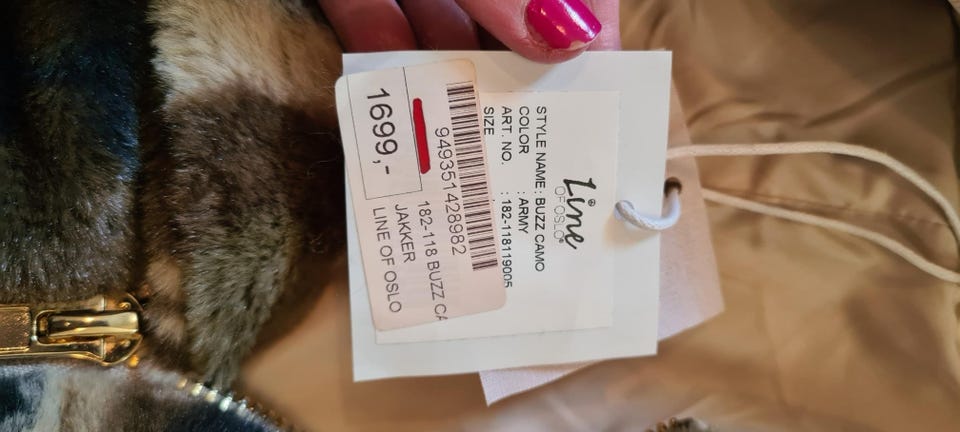 Line
OF OSLO
STYLE NAME : BUZZ CAMO
COLOR : ARMY
ART. NO. : 182-118119005
SIZE
1699,-
949351428982
182-118 BUZZ CA
JAKKER
LINE OF OSLO